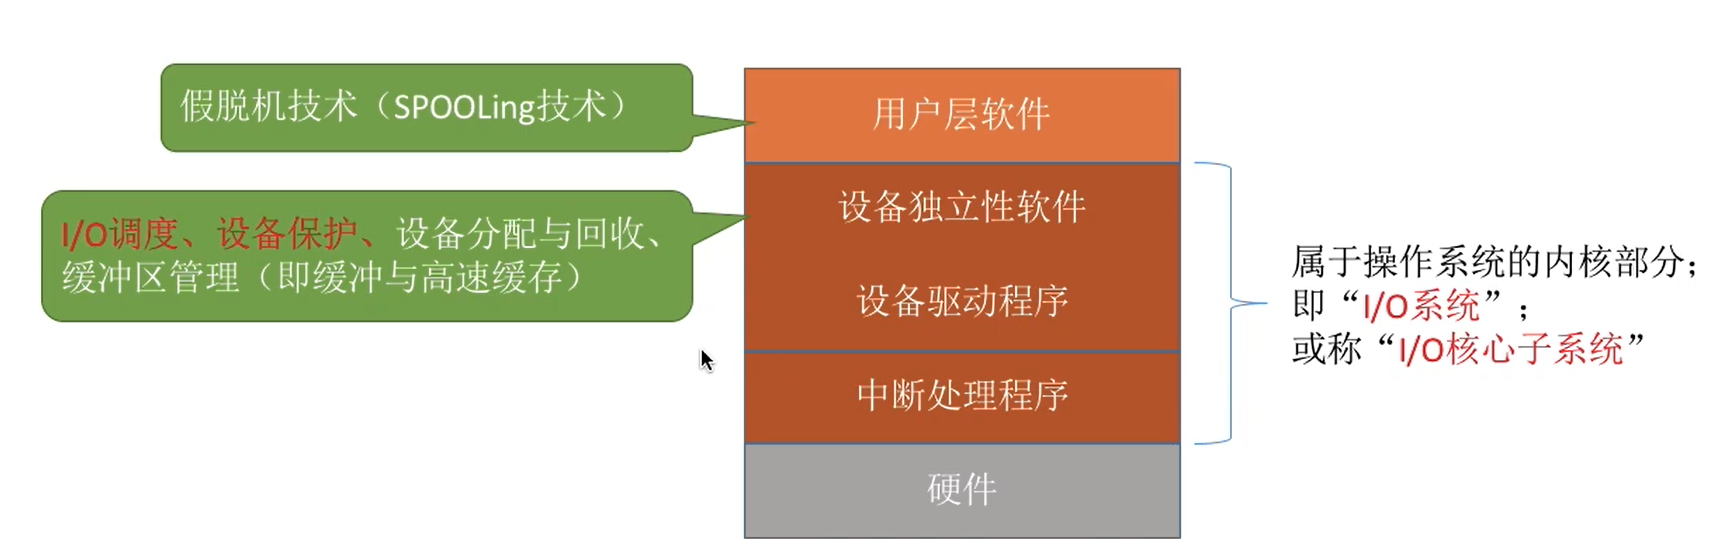 假脱机技术（SPOOLing技术）
用户层软件
I/O调度、设备保护、设备分配与回收、
缓冲区管理（即缓冲与高速缓存）
设备独立性软件
设备驱动程序
中断处理程序
硬件
属于操作系统的内核部分；
即“I/O系统”；
或称“I/O核心子系统”